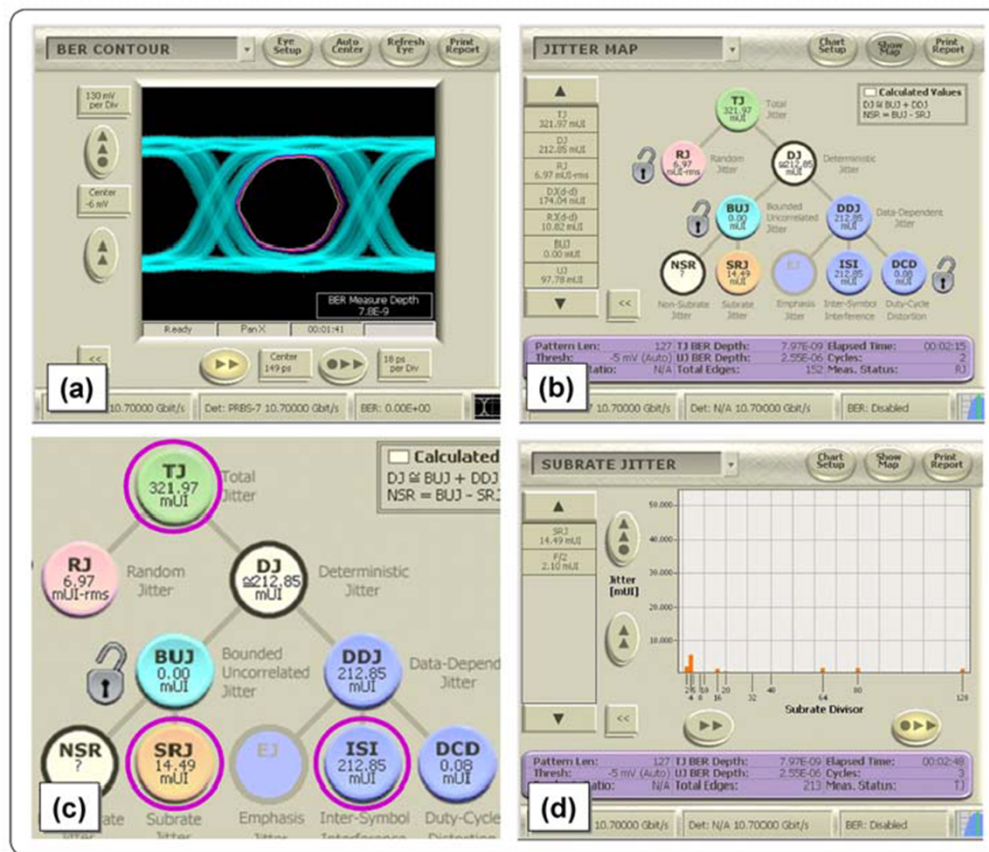 BER CONTOUR
Eye Setup
Auto Center
Refresh Eye
Print Report
130 mV per Div
Center -6 mV
BER Measure Depth
7.8E-9
Ready
Pan X
00:01:41
<<
Center 149 ps
18 ps per Div
(a)
10.70000 Gbit/s
Det: PRBS-7 10.70000 Gbit/s
BER: 0.00E+00
JITTER MAP
Chart Setup
Show Map
Print Report
Calculated Values
DJ ≅ BUJ + DDJ
NSR = BUJ - SRJ
TJ
321.97 mUI
DJ
212.85 mUI
RJ
6.97 mUI-rms
DJ(d-d)
174.04 mUI
RJ(d-d)
10.82 mUI
BUJ
0.00 mUI
UJ
97.78 mUI
<<
TJ
321.97
mUI
Total
Jitter
RJ
6.97
mUI-rms
Random
Jitter
DJ
≅212.85
mUI
Deterministic
Jitter
BUJ
0.00
mUI
Bounded
Uncorrelated
Jitter
DDJ
212.85
mUI
Data-Dependent
Jitter
NSR
?
Non-Subrate
Jitter
SRJ
14.49
mUI
Subrate
Jitter
EJ
Emphasis
Jitter
ISI
212.85
mUI
Inter-Symbol
Interference
DCD
0.08
mUI
Duty-Cycle
Distortion
Pattern Len: 127 TJ BER Depth: 7.97E-09 Elapsed Time: 00:02:15
Thresh: -5 mV (Auto) UJ BER Depth: 2.55E-06 Cycles: 2
Ratio: N/A Total Edges: 152 Meas. Status: RJ
(b)
7 10.70000 Gbit/s
Det: N/A 10.70000 Gbit/s
BER: Disabled
Calculated
DJ ≅ BUJ + DDJ
NSR = BUJ - SRJ
TJ
321.97
mUI
Total
Jitter
RJ
6.97
mUI-rms
Random
Jitter
DJ
≅212.85
mUI
Deterministic
Jitter
BUJ
0.00
mUI
Bounded
Uncorrelated
Jitter
DDJ
212.85
mUI
Data-Depend
Jitter
NSR
?
SRJ
14.49
mUI
EJ
ISI
212.85
mUI
DCD
0.08
mUI
(c)
Subrate
Jitter
Emphasis
Jitter
Inter-Symbol
Interference
Duty-Cycle
Distortion
SUBRATE JITTER
Chart Setup
Show Map
Print Report
SRJ
14.49 mUI
F/2
2.10 mUI
<<
Jitter
[mUI]
50.000
40.000
30.000
20.000
10.000
2 4 5 8 10 16 20 32 40 64 80 128
Subrate Divisor
Pattern Len: 127 TJ BER Depth: 7.97E-09 Elapsed Time: 00:02:48
Thresh: -5 mV (Auto) UJ BER Depth: 2.55E-06 Cycles: 3
Ratio: N/A Total Edges: 213 Meas. Status: TJ
(d)
10.70000 Gbit/s
Det: N/A 10.70000 Gbit/s
BER: Disabled